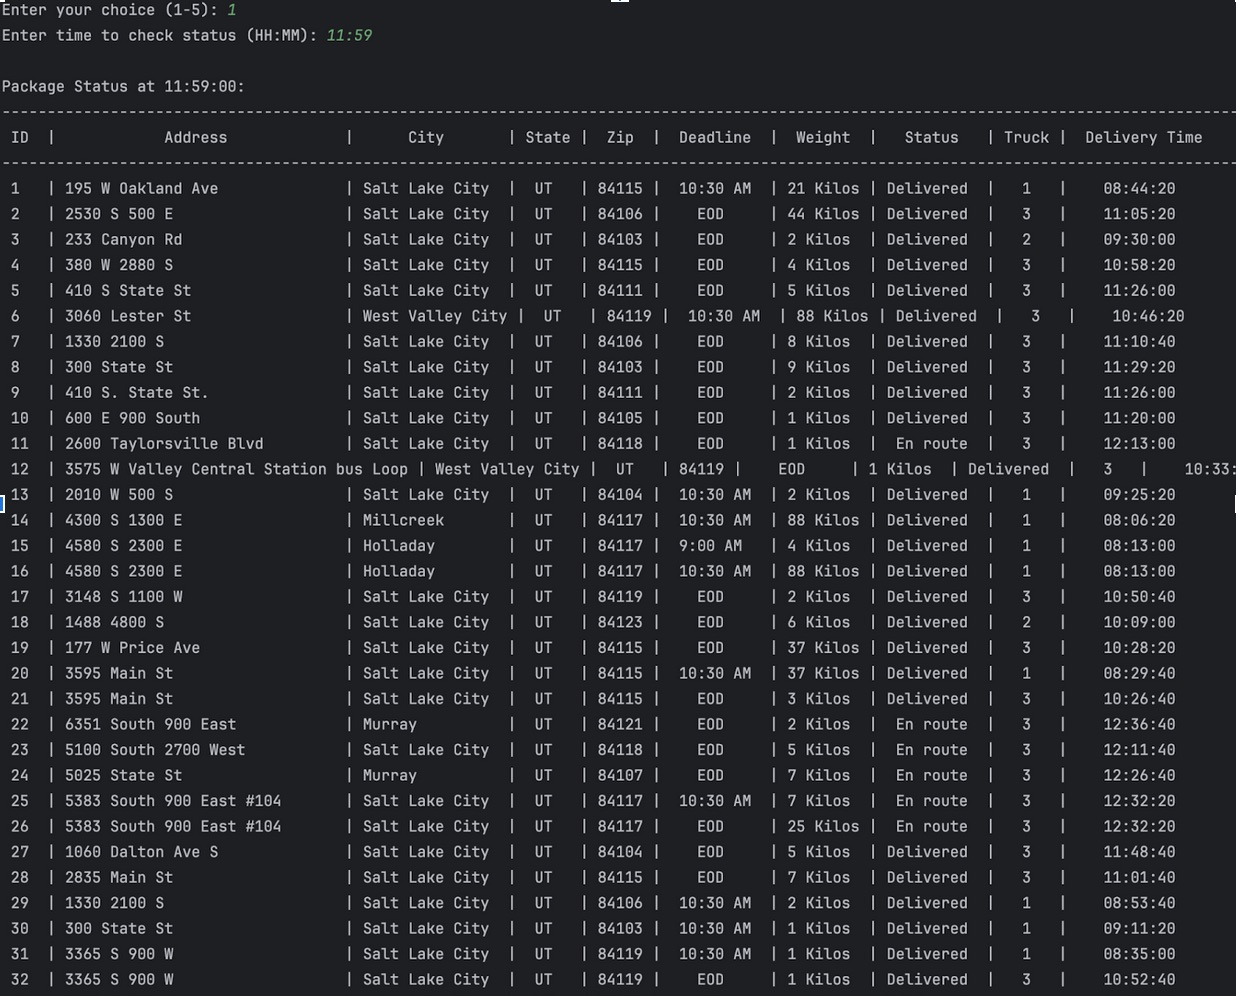 Enter your choice (1-5): 1
Enter time to check status (HH:MM): 11:59
Package Status at 11:59:00:
ID | Address | City | State | Zip | Deadline | Weight | Status | Truck | Delivery Time
1 | 195 W Oakland Ave | Salt Lake City | UT | 84115 | 10:30 AM | 21 Kilos | Delivered | 1 | 08:44:20
2 | 2530 S 500 E | Salt Lake City | UT | 84106 | EOD | 44 Kilos | Delivered | 3 | 11:05:20
3 | 233 Canyon Rd | Salt Lake City | UT | 84103 | EOD | 2 Kilos | Delivered | 2 | 09:30:00
4 | 380 W 2880 S | Salt Lake City | UT | 84115 | EOD | 4 Kilos | Delivered | 3 | 10:58:20
5 | 410 S State St | Salt Lake City | UT | 84111 | EOD | 5 Kilos | Delivered | 3 | 11:26:00
6 | 3060 Lester St | West Valley City | UT | 84119 | 10:30 AM | 88 Kilos | Delivered | 3 | 10:46:20
7 | 1330 2100 S | Salt Lake City | UT | 84106 | EOD | 8 Kilos | Delivered | 3 | 11:10:40
8 | 300 State St | Salt Lake City | UT | 84103 | EOD | 9 Kilos | Delivered | 3 | 11:29:20
9 | 410 S. State St. | Salt Lake City | UT | 84111 | EOD | 2 Kilos | Delivered | 3 | 11:26:00
10 | 600 E 900 South | Salt Lake City | UT | 84105 | EOD | 1 Kilos | Delivered | 3 | 11:20:00
11 | 2600 Taylorsville Blvd | Salt Lake City | UT | 84118 | EOD | 1 Kilos | En route | 3 | 12:13:00
12 | 3575 W Valley Central Station bus Loop | West Valley City | UT | 84119 | EOD | 1 Kilos | Delivered | 3 | 10:33:
13 | 2010 W 500 S | Salt Lake City | UT | 84104 | 10:30 AM | 2 Kilos | Delivered | 1 | 09:25:20
14 | 4300 S 1300 E | Millcreek | UT | 84117 | 10:30 AM | 88 Kilos | Delivered | 1 | 08:06:20
15 | 4580 S 2300 E | Holladay | UT | 84117 | 9:00 AM | 4 Kilos | Delivered | 1 | 08:13:00
16 | 4580 S 2300 E | Holladay | UT | 84117 | 10:30 AM | 88 Kilos | Delivered | 1 | 08:13:00
17 | 3148 S 1100 W | Salt Lake City | UT | 84119 | EOD | 2 Kilos | Delivered | 3 | 10:50:40
18 | 1488 4800 S | Salt Lake City | UT | 84123 | EOD | 6 Kilos | Delivered | 2 | 10:09:00
19 | 177 W Price Ave | Salt Lake City | UT | 84115 | EOD | 37 Kilos | Delivered | 3 | 10:28:20
20 | 3595 Main St | Salt Lake City | UT | 84115 | 10:30 AM | 37 Kilos | Delivered | 1 | 08:29:40
21 | 3595 Main St | Salt Lake City | UT | 84115 | EOD | 3 Kilos | Delivered | 3 | 10:26:40
22 | 6351 South 900 East | Murray | UT | 84121 | EOD | 2 Kilos | En route | 3 | 12:36:40
23 | 5100 South 2700 West | Salt Lake City | UT | 84118 | EOD | 5 Kilos | En route | 3 | 12:11:40
24 | 5025 State St | Murray | UT | 84107 | EOD | 7 Kilos | En route | 3 | 12:26:40
25 | 5383 South 900 East #104 | Salt Lake City | UT | 84117 | 10:30 AM | 7 Kilos | En route | 3 | 12:32:20
26 | 5383 South 900 East #104 | Salt Lake City | UT | 84117 | EOD | 25 Kilos | En route | 3 | 12:32:20
27 | 1060 Dalton Ave S | Salt Lake City | UT | 84104 | EOD | 5 Kilos | Delivered | 3 | 11:48:40
28 | 2835 Main St | Salt Lake City | UT | 84115 | EOD | 7 Kilos | Delivered | 3 | 11:01:40
29 | 1330 2100 S | Salt Lake City | UT | 84106 | 10:30 AM | 2 Kilos | Delivered | 1 | 08:53:40
30 | 300 State St | Salt Lake City | UT | 84103 | 10:30 AM | 1 Kilos | Delivered | 1 | 09:11:20
31 | 3365 S 900 W | Salt Lake City | UT | 84119 | 10:30 AM | 1 Kilos | Delivered | 1 | 08:35:00
32 | 3365 S 900 W | Salt Lake City | UT | 84119 | EOD | 1 Kilos | Delivered | 3 | 10:52:40